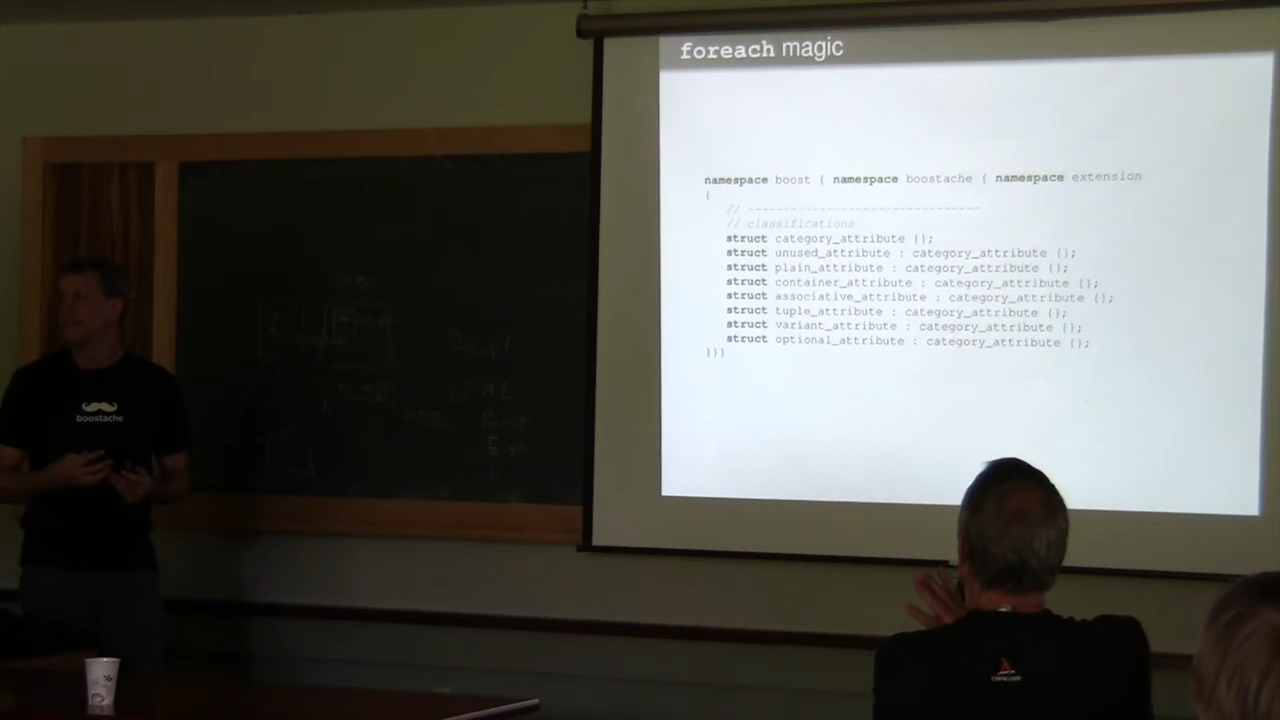 foreach magic
namespace boost { namespace boostache { namespace extension
{
// --------------------------------
// classifications
struct category_attribute {};
struct unused_attribute : category_attribute {};
struct plain_attribute : category_attribute {};
struct container_attribute : category_attribute {};
struct associative_attribute : category_attribute {};
struct tuple_attribute : category_attribute {};
struct variant_attribute : category_attribute {};
struct optional_attribute : category_attribute {};
}}}
boostache